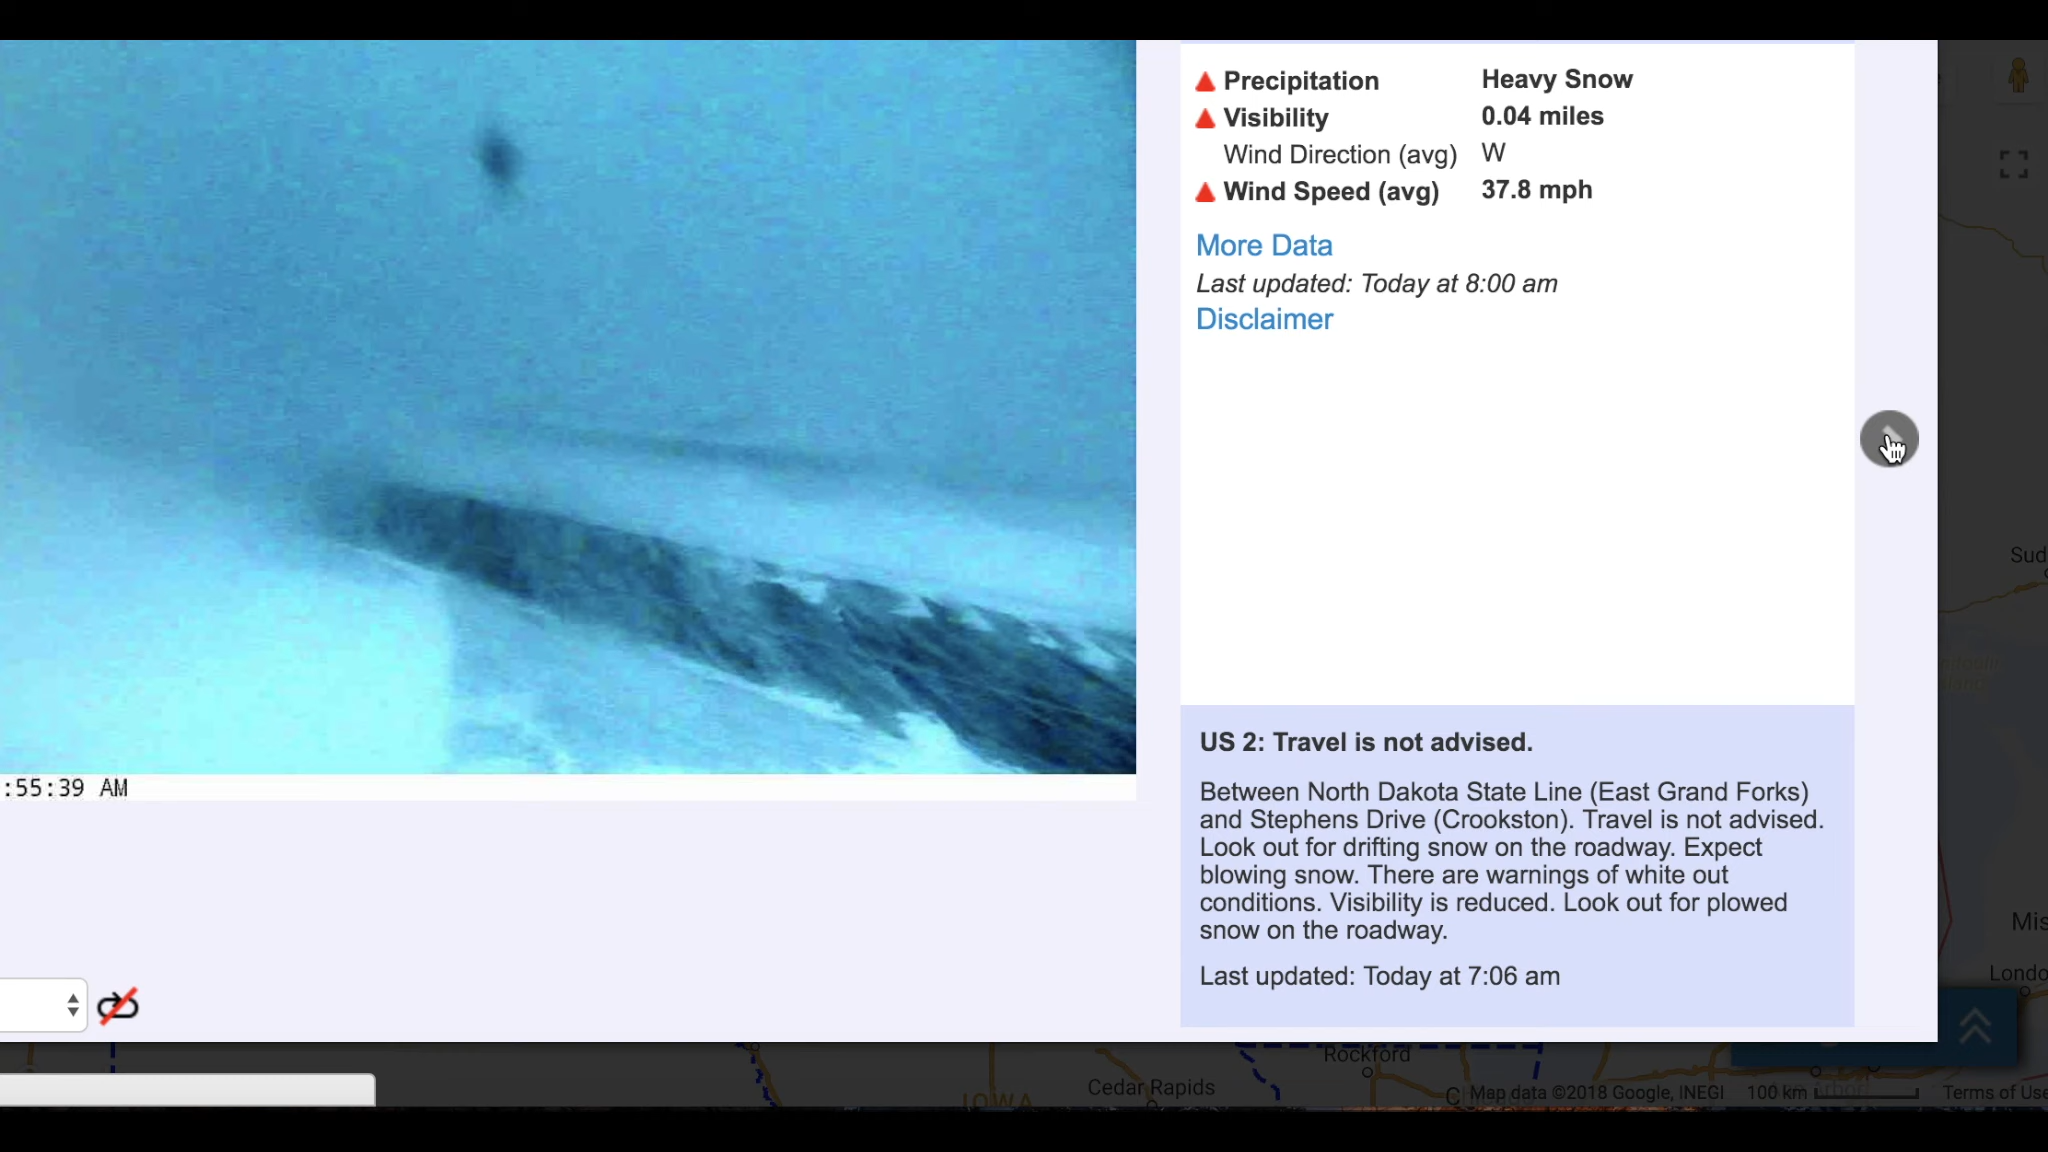 Precipitation Heavy Snow
Visibility 0.04 miles
Wind Direction (avg) W
Wind Speed (avg) 37.8 mph
More Data
Last updated: Today at 8:00 am
Disclaimer
US 2: Travel is not advised.
Between North Dakota State Line (East Grand Forks)
and Stephens Drive (Crookston). Travel is not advised.
Look out for drifting snow on the roadway. Expect
blowing snow. There are warnings of white out
conditions. Visibility is reduced. Look out for plowed
snow on the roadway.
Last updated: Today at 7:06 am
:55:39 AM
Sud
Mis
Londo
Rockford
Cedar Rapids
IOWA
Map data ©2018 Google, INEGI 100 km Terms of Use